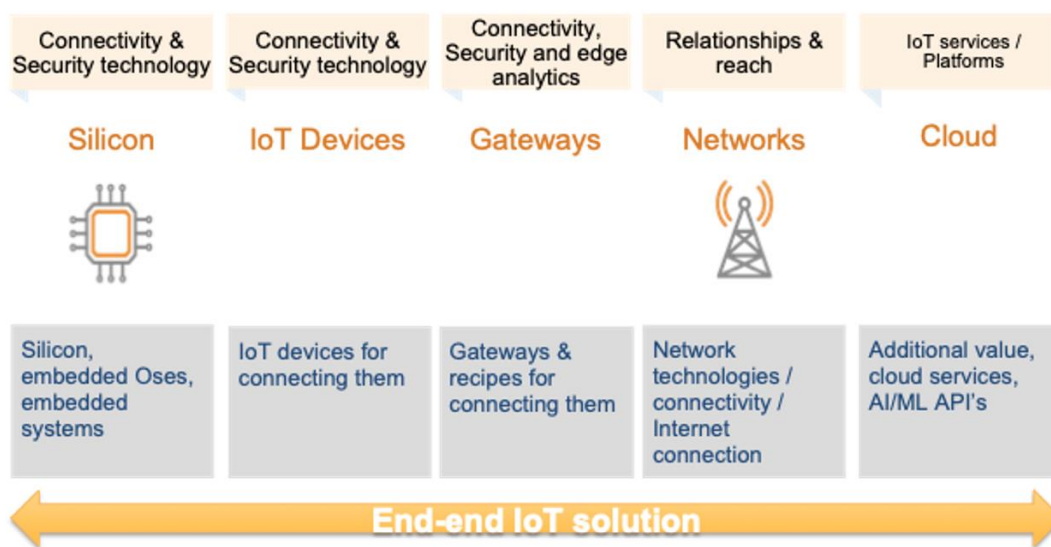 Connectivity &
Security technology
Connectivity &
Security technology
Connectivity,
Security and edge
analytics
Relationships &
reach
IoT services /
Platforms
Silicon
IoT Devices
Gateways
Networks
Cloud
Silicon,
embedded Oses,
embedded
systems
IoT devices for
connecting them
Gateways &
recipes for
connecting them
Network
technologies /
connectivity /
Internet
connection
Additional value,
cloud services,
AI/ML API's
End-end IoT solution